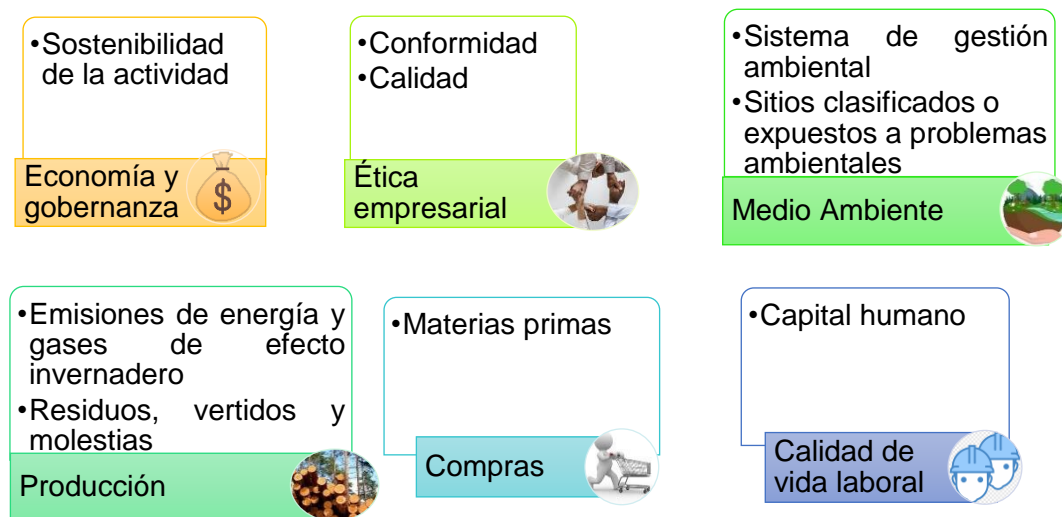 •Sostenibilidad
de la actividad
Economía y
gobernanza
$
•Conformidad
•Calidad
Ética
empresarial
•Sistema de gestión
ambiental
•Sitios clasificados o
expuestos a problemas
ambientales
Medio Ambiente
•Emisiones de energía y
gases de efecto
invernadero
•Residuos, vertidos y
molestias
Producción
•Materias primas
Compras
•Capital humano
Calidad de
vida laboral